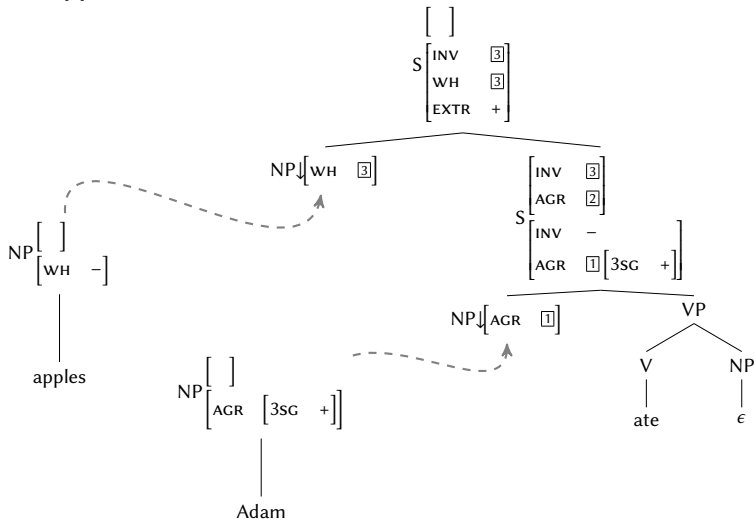 [ ]
S
[INV 3
WH 3
EXTR +]
NP↓[WH 3]
[INV 3
AGR 2]
S
[INV −
AGR 1 [3SG +]]
NP
[ ]
[WH −]
apples
NP↓[AGR 1]
VP
NP
[ ]
[AGR [3SG +]]
Adam
V NP
ate ϵ